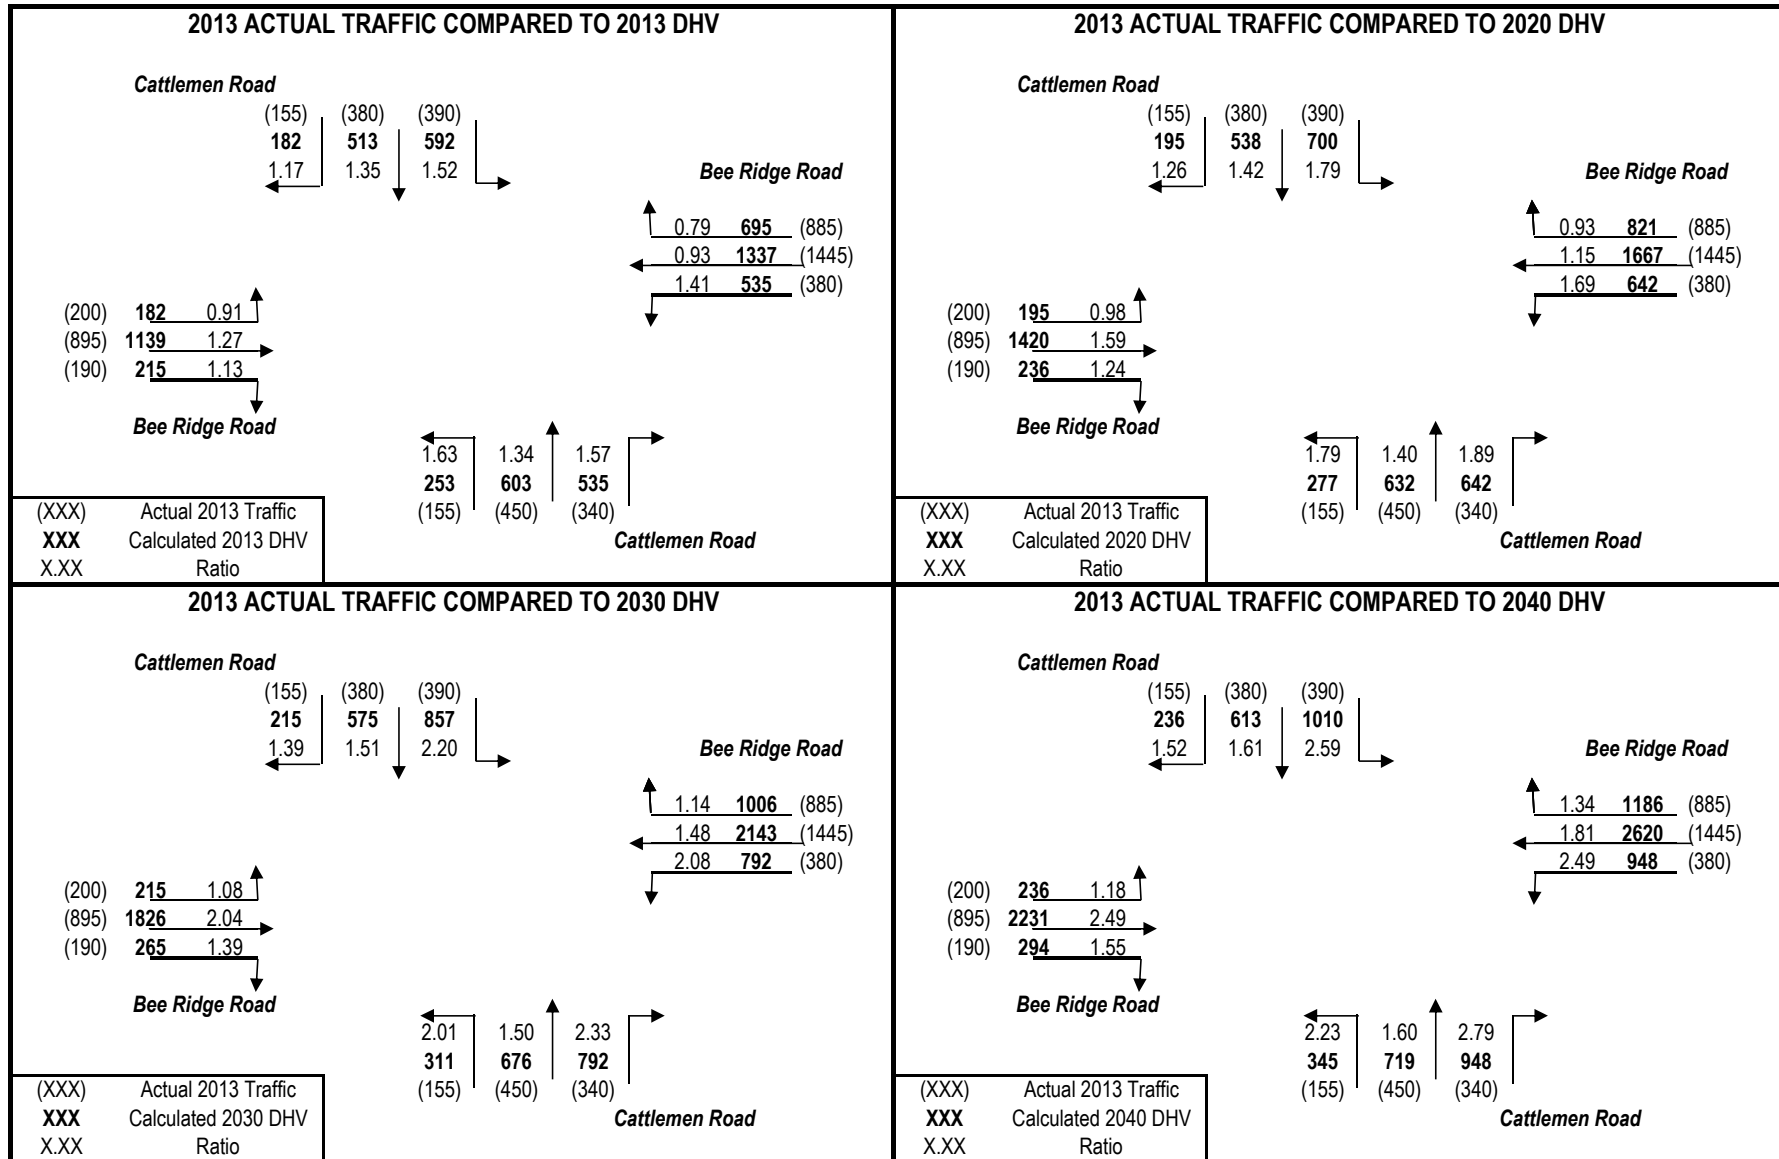 2013 ACTUAL TRAFFIC COMPARED TO 2013 DHV
Cattlemen Road
(155) (380) (390)
182 513 592
1.17 1.35 1.52
Bee Ridge Road
0.79 695 (885)
0.93 1337 (1445)
1.41 535 (380)
(200) 182 0.91
(895) 1139 1.27
(190) 215 1.13
Bee Ridge Road
1.63 1.34 1.57
253 603 535
(155) (450) (340)
Cattlemen Road
(XXX) Actual 2013 Traffic
XXX Calculated 2013 DHV
X.XX Ratio
2013 ACTUAL TRAFFIC COMPARED TO 2020 DHV
Cattlemen Road
(155) (380) (390)
195 538 700
1.26 1.42 1.79
Bee Ridge Road
0.93 821 (885)
1.15 1667 (1445)
1.69 642 (380)
(200) 195 0.98
(895) 1420 1.59
(190) 236 1.24
Bee Ridge Road
1.79 1.40 1.89
277 632 642
(155) (450) (340)
Cattlemen Road
(XXX) Actual 2013 Traffic
XXX Calculated 2020 DHV
X.XX Ratio
2013 ACTUAL TRAFFIC COMPARED TO 2030 DHV
Cattlemen Road
(155) (380) (390)
215 575 857
1.39 1.51 2.20
Bee Ridge Road
1.14 1006 (885)
1.48 2143 (1445)
2.08 792 (380)
(200) 215 1.08
(895) 1826 2.04
(190) 265 1.39
Bee Ridge Road
2.01 1.50 2.33
311 676 792
(155) (450) (340)
Cattlemen Road
(XXX) Actual 2013 Traffic
XXX Calculated 2030 DHV
X.XX Ratio
2013 ACTUAL TRAFFIC COMPARED TO 2040 DHV
Cattlemen Road
(155) (380) (390)
236 613 1010
1.52 1.61 2.59
Bee Ridge Road
1.34 1186 (885)
1.81 2620 (1445)
2.49 948 (380)
(200) 236 1.18
(895) 2231 2.49
(190) 294 1.55
Bee Ridge Road
2.23 1.60 2.79
345 719 948
(155) (450) (340)
Cattlemen Road
(XXX) Actual 2013 Traffic
XXX Calculated 2040 DHV
X.XX Ratio